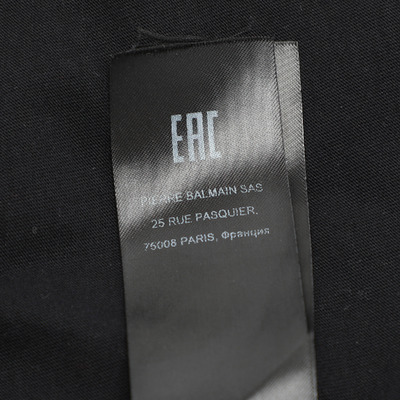 EAC
PIERRE BALMAIN SAS
25 RUE PASQUIER,
75008 PARIS, Франция